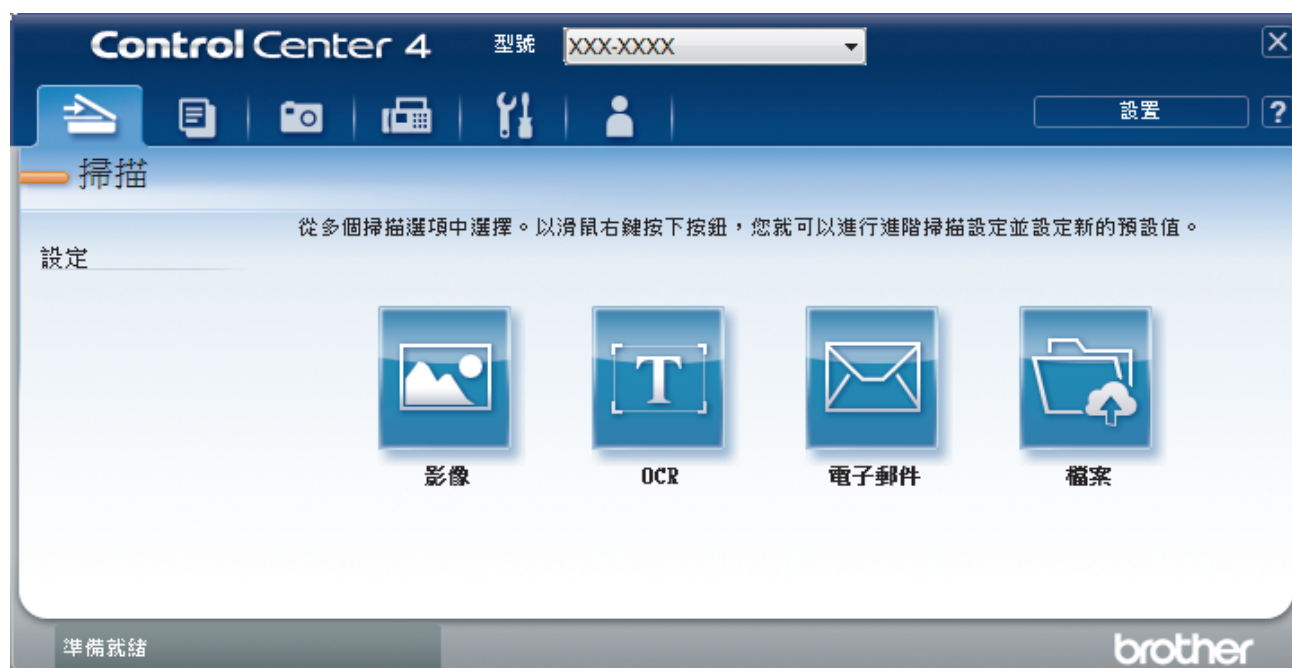 Control Center 4 型號 XXX-XXXX
設置 ?
掃描
從多個掃描選項中選擇。以滑鼠右鍵按下按鈕，您就可以進行進階掃描設定並設定新的預設值。
設定
T
影像 OCR 電子郵件 檔案
準備就緒 brother